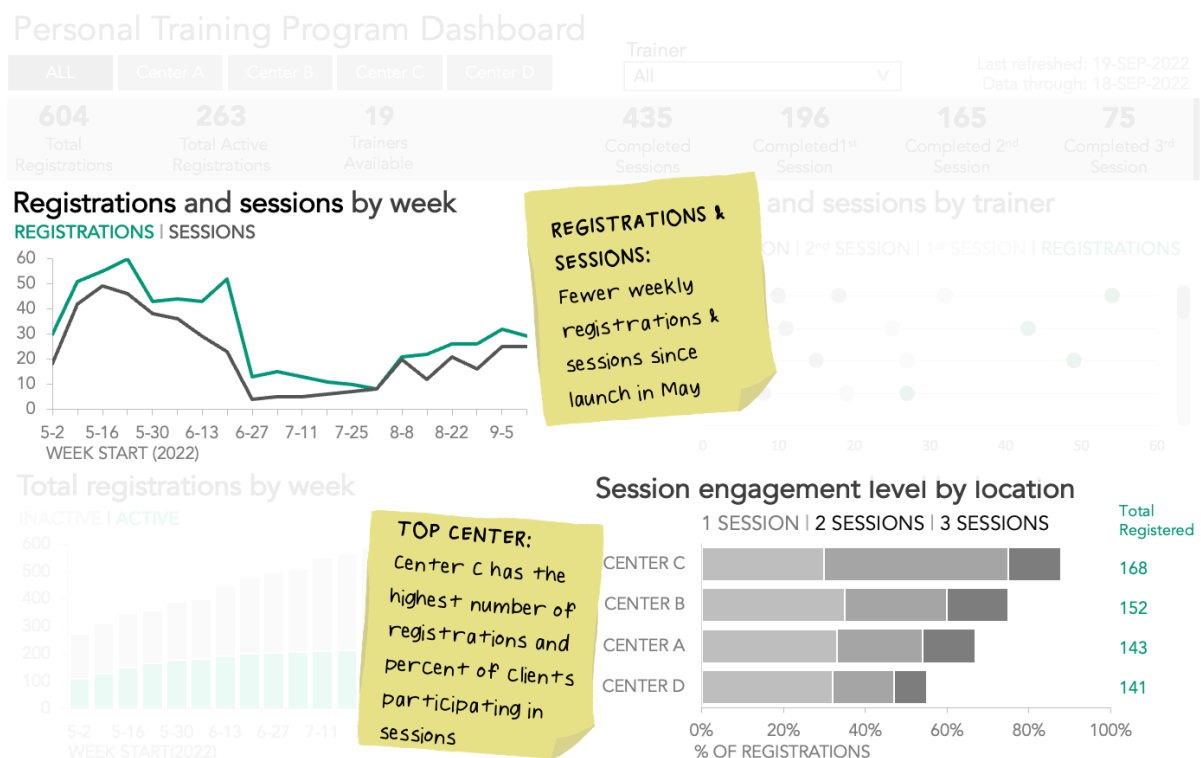 Personal Training Program Dashboard
ALL
Center A
Center B
Center C
Center D
Trainer
All
Last refreshed: 19-SEP-2022
Data through: 18-SEP-2022
604
Total
Registrations
263
Total Active
Registrations
19
Trainers
Available
435
Completed
Sessions
196
Completed1st
Session
165
Completed 2nd
Session
75
Completed 3rd
Session
Registrations and sessions by week
REGISTRATIONS | SESSIONS
60
50
40
30
20
10
0
5-2 5-16 5-30 6-13 6-27 7-11 7-25 8-8 8-22 9-5
WEEK START (2022)
REGISTRATIONS &
SESSIONS:
Fewer weekly
registrations &
sessions since
launch in May
and sessions by trainer
ON | 2nd SESSION | 1st SESSION | REGISTRATIONS
0 10 20 30 40 50 60
Total registrations by week
INACTIVE | ACTIVE
600
500
400
300
200
100
0
5-2 5-16 5-30 6-13 6-27 7-11
WEEK START(2022)
TOP CENTER:
Center C has the
highest number of
registrations and
percent of clients
participating in
sessions
Session engagement level by location
1 SESSION | 2 SESSIONS | 3 SESSIONS
Total
Registered
CENTER C 168
CENTER B 152
CENTER A 143
CENTER D 141
0% 20% 40% 60% 80% 100%
% OF REGISTRATIONS